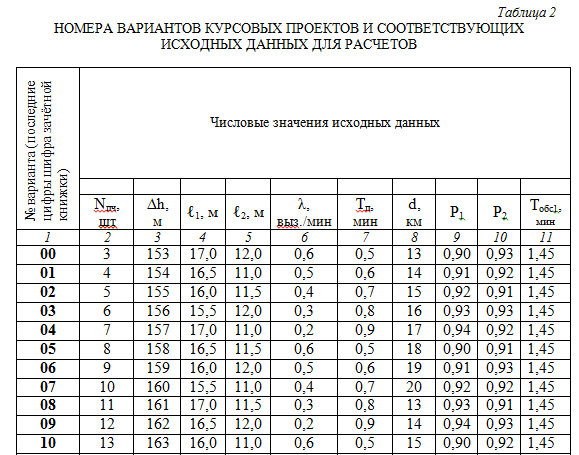 Таблица 2
НОМЕРА ВАРИАНТОВ КУРСОВЫХ ПРОЕКТОВ И СООТВЕТСТВУЮЩИХ
ИСХОДНЫХ ДАННЫХ ДЛЯ РАСЧЕТОВ
№ варианта (последние
цифры шифра зачётной
книжки)
Числовые значения исходных данных
Nпч, шт Δh, м ℓ1, м ℓ2, м λ, выз./мин Tп, мин d, км P1 P2 Tобс1, мин
1 2 3 4 5 6 7 8 9 10 11
00 3 153 17,0 12,0 0,6 0,5 13 0,90 0,93 1,45
01 4 154 16,5 11,0 0,5 0,6 14 0,91 0,92 1,45
02 5 155 16,0 11,5 0,4 0,7 15 0,92 0,91 1,45
03 6 156 15,5 12,0 0,3 0,8 16 0,93 0,93 1,45
04 7 157 17,0 11,0 0,2 0,9 17 0,94 0,92 1,45
05 8 158 16,5 11,5 0,6 0,5 18 0,90 0,91 1,45
06 9 159 16,0 12,0 0,5 0,6 19 0,91 0,93 1,45
07 10 160 15,5 11,0 0,4 0,7 20 0,92 0,92 1,45
08 11 161 17,0 11,5 0,3 0,8 13 0,93 0,91 1,45
09 12 162 16,5 12,0 0,2 0,9 14 0,94 0,93 1,45
10 13 163 16,0 11,0 0,6 0,5 15 0,90 0,92 1,45